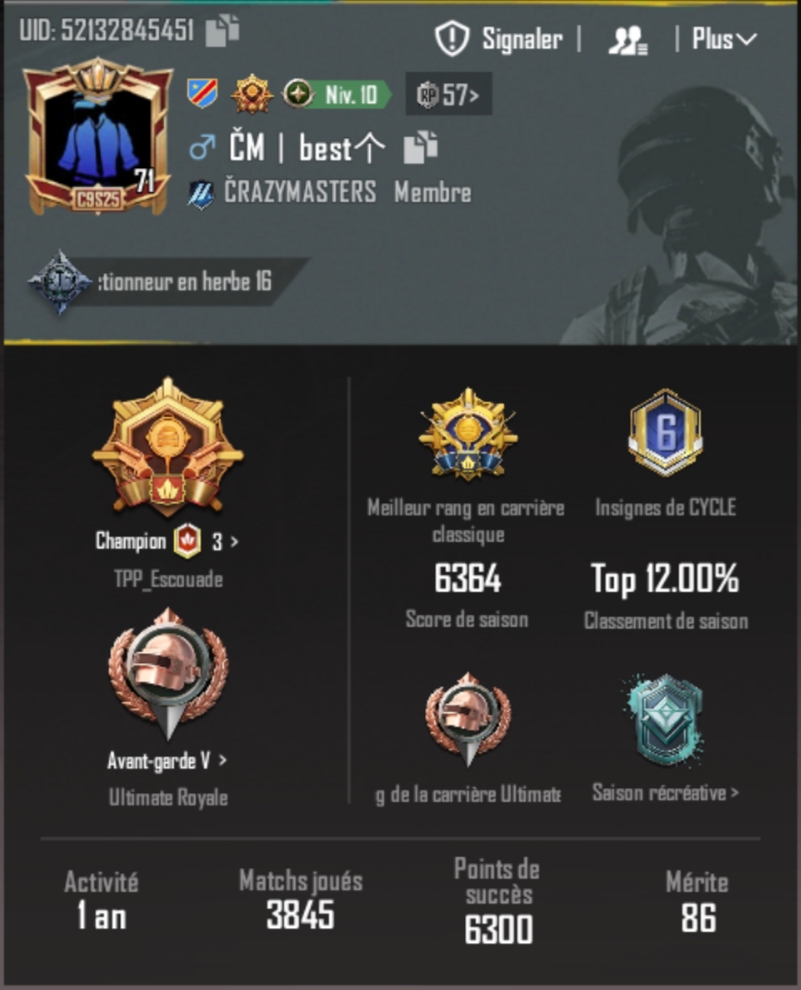 UID: 52132845451
Signaler | | Plus
Niv. 10 RP 57>
ČM | best个
71
C9S25
ČRAZYMASTERS Membre
:tionneur en herbe 16
Champion 3 >
TPP_Escouade
Meilleur rang en carrière
classique
6
Insignes de CYCLE
6364
Score de saison
Top 12.00%
Classement de saison
Avant-garde V >
Ultimate Royale
g de la carrière Ultimate
Saison récréative >
Activité
1 an
Matchs joués
3845
Points de
succès
6300
Mérite
86